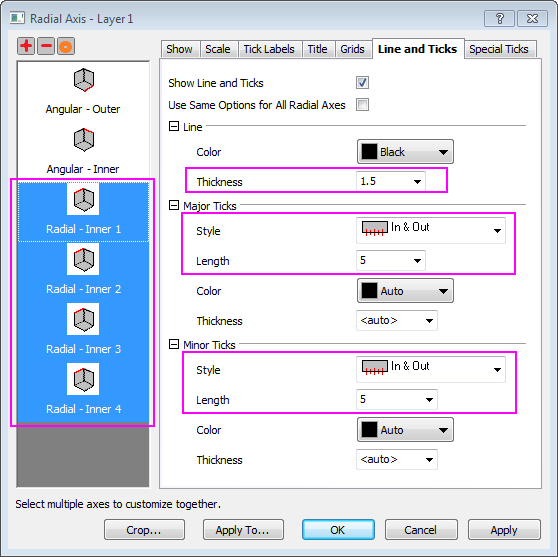 Radial Axis - Layer1
Show Scale Tick Labels Title Grids Line and Ticks Special Ticks
Angular - Outer
Angular - Inner
Radial - Inner 1
Radial - Inner 2
Radial - Inner 3
Radial - Inner 4
Show Line and Ticks
Use Same Options for All Radial Axes
Line
Color Black
Thickness 1.5
Major Ticks
Style In & Out
Length 5
Color Auto
Thickness <auto>
Minor Ticks
Style In & Out
Length 5
Color Auto
Thickness <auto>
Select multiple axes to customize together.
Crop... Apply To... OK Cancel Apply